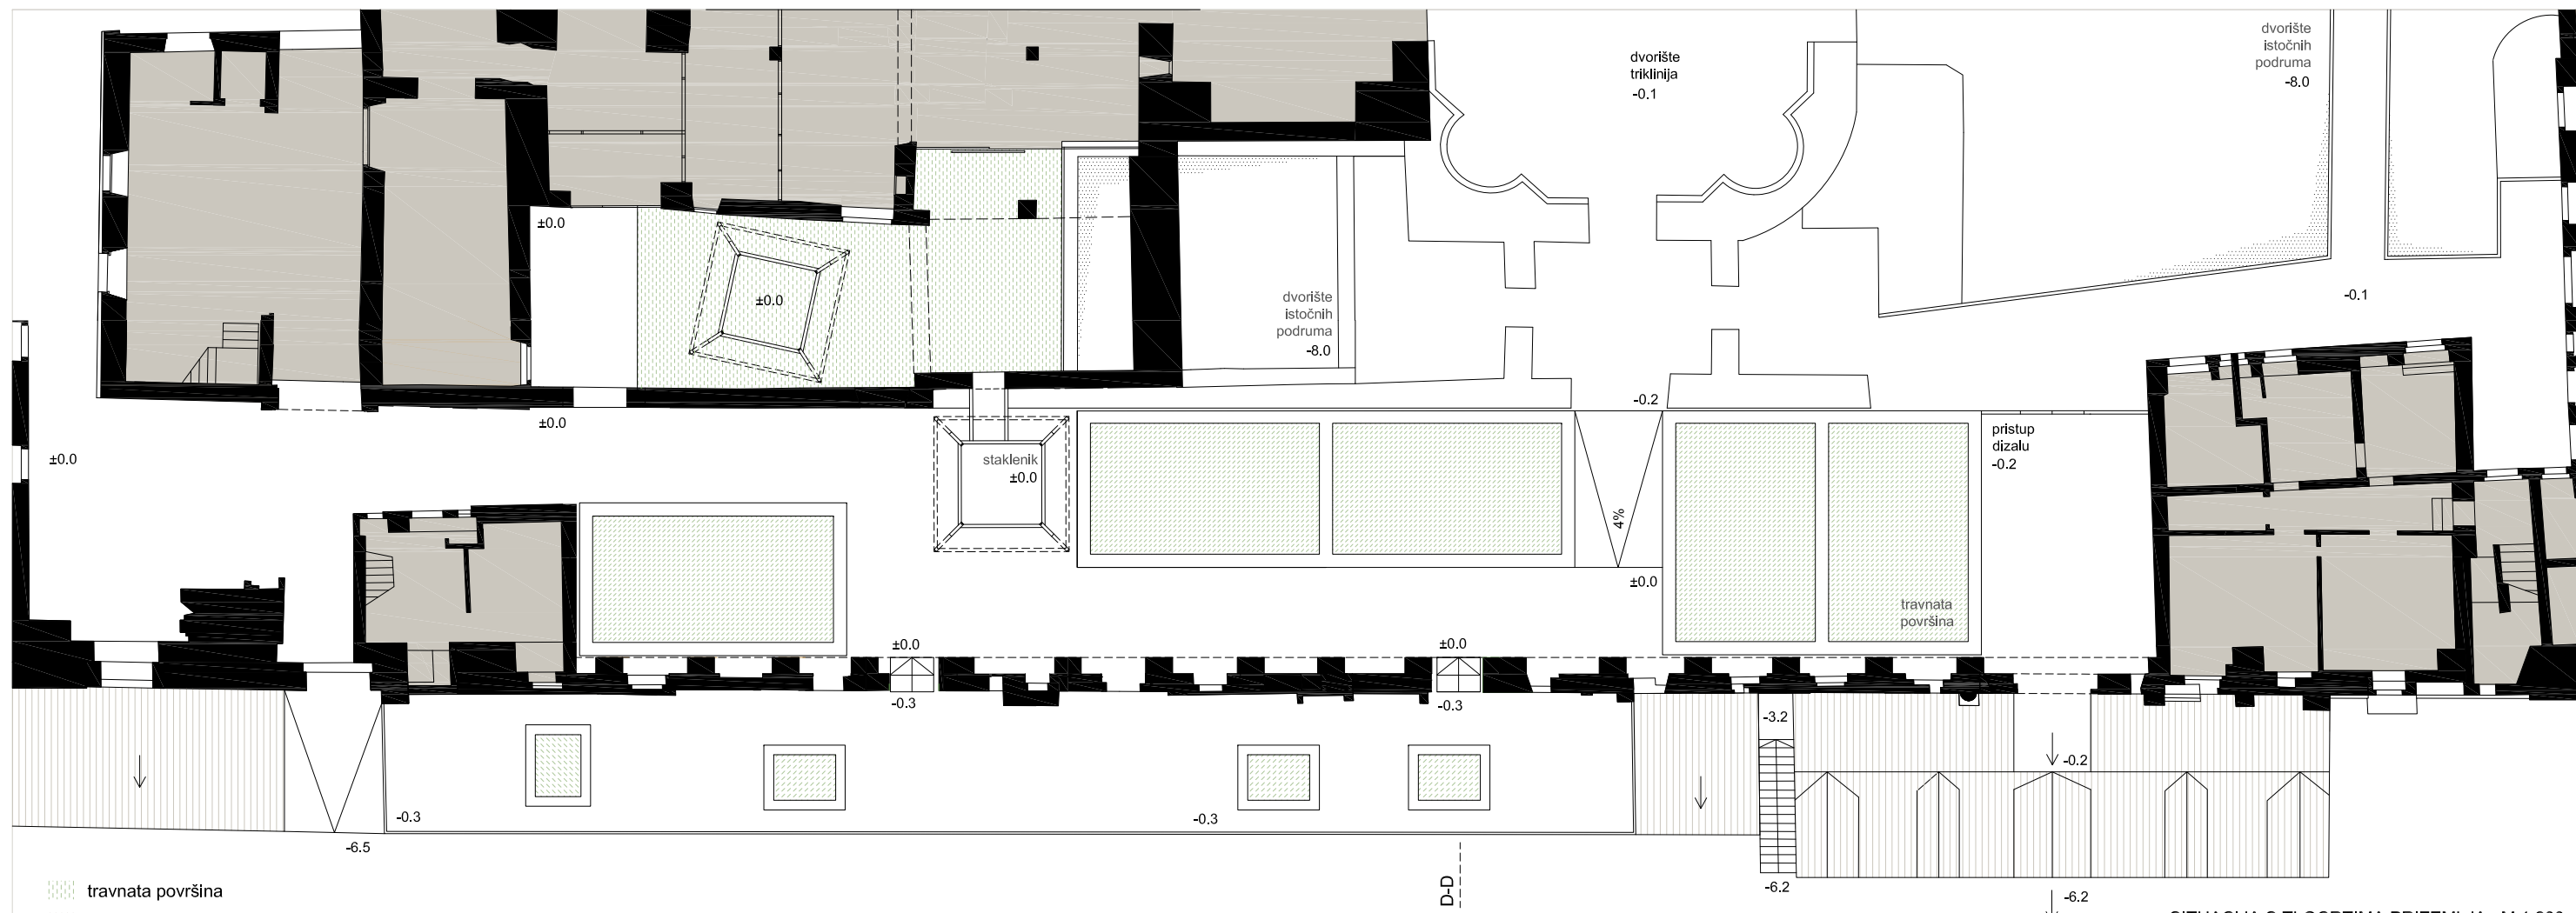 dvorište
istočnih
podruma
-8.0
dvorište
triklinija
-0.1
±0.0
±0.0
dvorište
istočnih
podruma
-8.0
-0.1
-0.2
±0.0
±0.0
staklenik
±0.0
pristup
dizalu
-0.2
4%
±0.0
travnata
površina
±0.0
±0.0
-0.3
-0.3
-3.2
-0.2
-0.3
-0.3
-6.5
-6.2
-6.2
D-D
travnata površina